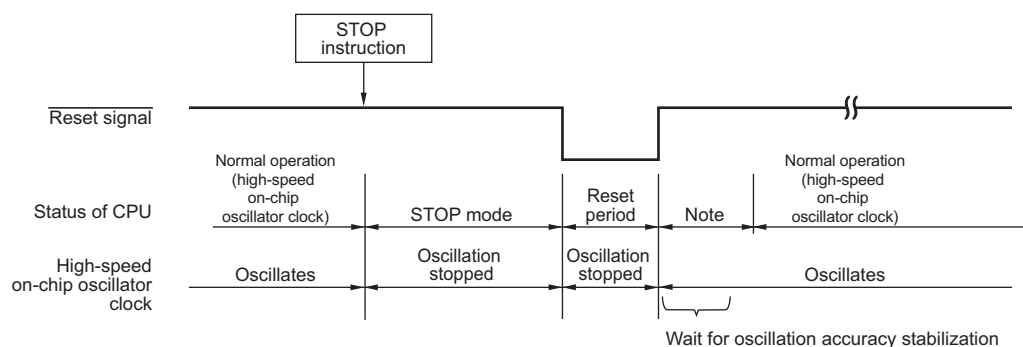 STOP
instruction
Reset signal
Normal operation
(high-speed
on-chip
oscillator clock)
Status of CPU
STOP mode
Reset
period
Note
Normal operation
(high-speed
on-chip
oscillator clock)
High-speed
on-chip oscillator
clock
Oscillates
Oscillation
stopped
Oscillation
stopped
Oscillates
Wait for oscillation accuracy stabilization